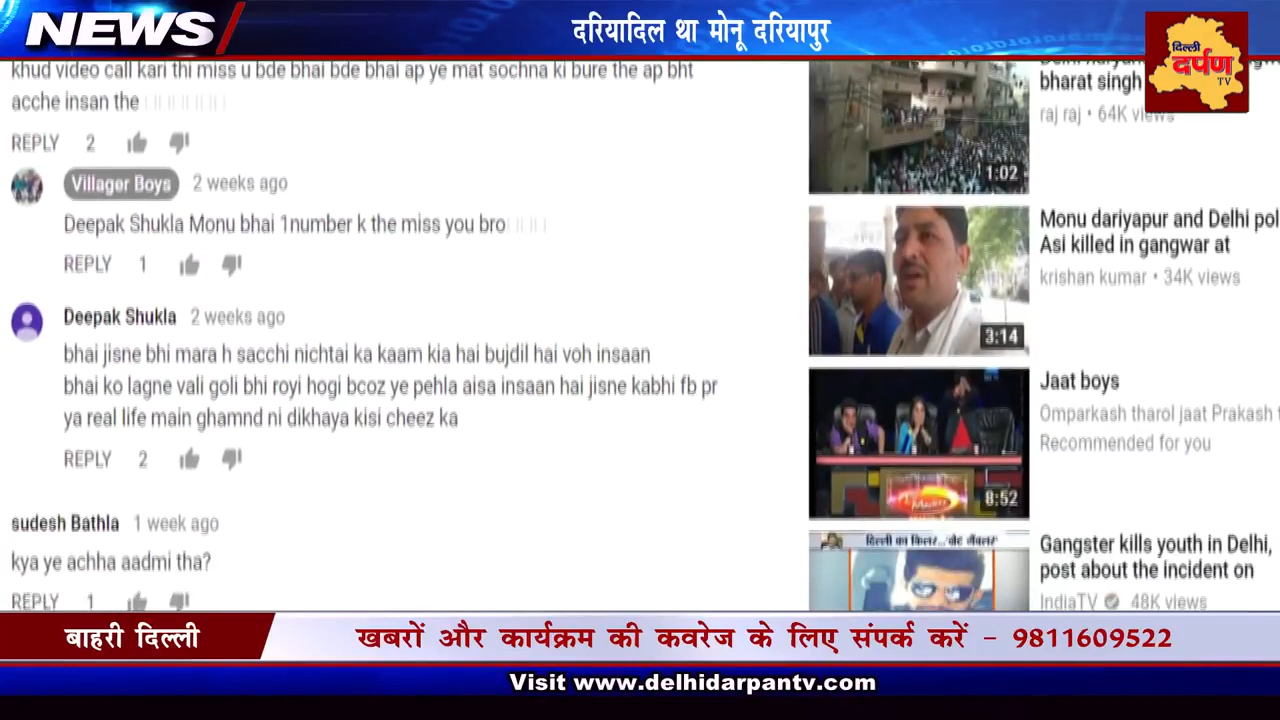 NEWS
दरियादिल था मोनू दरियापुर
दिल्ली
दर्पण
TV
khud video call kari thi miss u bde bhai bde bhai ap ye mat sochna ki bure the ap bht
acche insan the
REPLY 2
Villager Boys 2 weeks ago
Deepak Shukla Monu bhai 1number k the miss you bro
REPLY 1
Deepak Shukla 2 weeks ago
bhai jisne bhi mara h sacchi nichtai ka kaam kia hai bujdil hai voh insaan
bhai ko lagne vali goli bhi royi hogi bcoz ye pehla aisa insaan hai jisne kabhi fb pr
ya real life main ghamnd ni dikhaya kisi cheez ka
REPLY 2
sudesh Bathla 1 week ago
kya ye achha aadmi tha?
REPLY 1
bharat singh
raj raj • 64K views
1:02
Monu dariyapur and Delhi pol
Asi killed in gangwar at
krishan kumar • 34K views
3:14
Jaat boys
Omparkash tharol jaat Prakash t
Recommended for you
8:52
दिल्ली का किलर...
Gangster kills youth in Delhi,
post about the incident on
IndiaTV 48K views
बाहरी दिल्ली
खबरों और कार्यक्रम की कवरेज के लिए संपर्क करें - 9811609522
Visit www.delhidarpantv.com